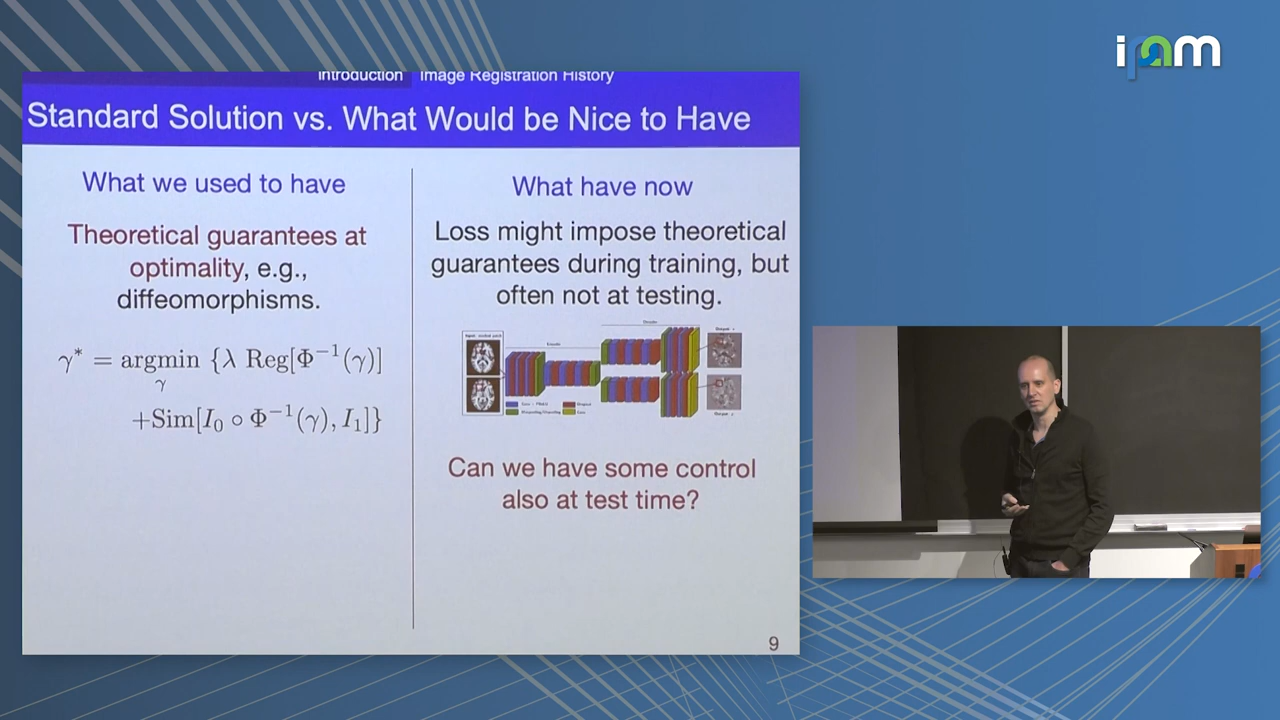 ipam
Introduction Image Registration History
Standard Solution vs. What Would be Nice to Have
What we used to have
Theoretical guarantees at
optimality, e.g.,
diffeomorphisms.
γ* = argmin {λ Reg[Φ⁻¹(γ)]
γ
+Sim[I₀ ∘ Φ⁻¹(γ), I₁]}
What have now
Loss might impose theoretical
guarantees during training, but
often not at testing.
Can we have some control
also at test time?
9